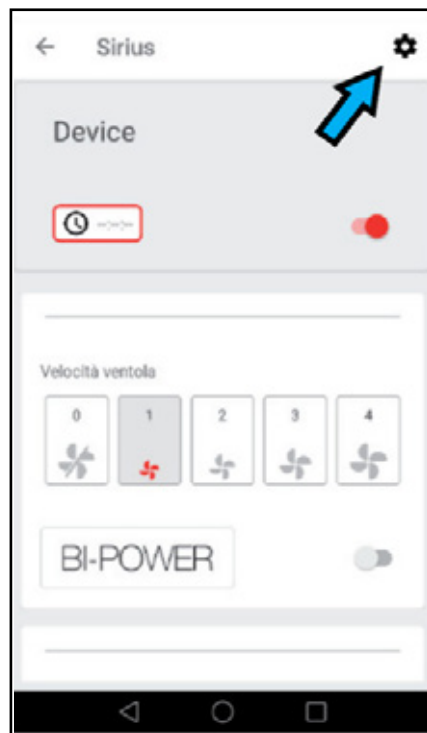 Sirius
Device
--:--:--
Velocità ventola
0 1 2 3 4
BI-POWER